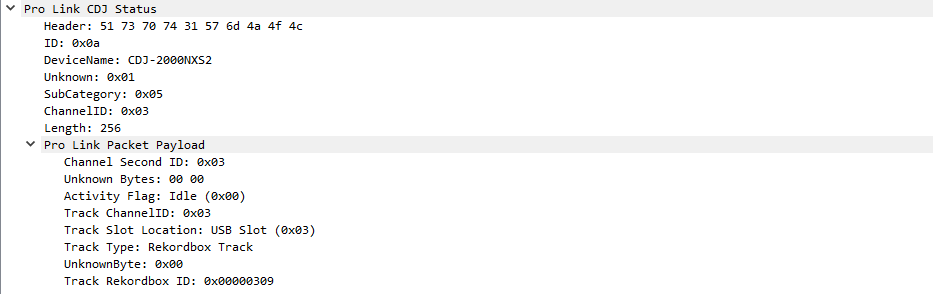 Pro Link CDJ Status
Header: 51 73 70 74 31 57 6d 4a 4f 4c
ID: 0x0a
DeviceName: CDJ-2000NXS2
Unknown: 0x01
SubCategory: 0x05
ChannelID: 0x03
Length: 256
Pro Link Packet Payload
Channel Second ID: 0x03
Unknown Bytes: 00 00
Activity Flag: Idle (0x00)
Track ChannelID: 0x03
Track Slot Location: USB Slot (0x03)
Track Type: Rekordbox Track
UnknownByte: 0x00
Track Rekordbox ID: 0x00000309